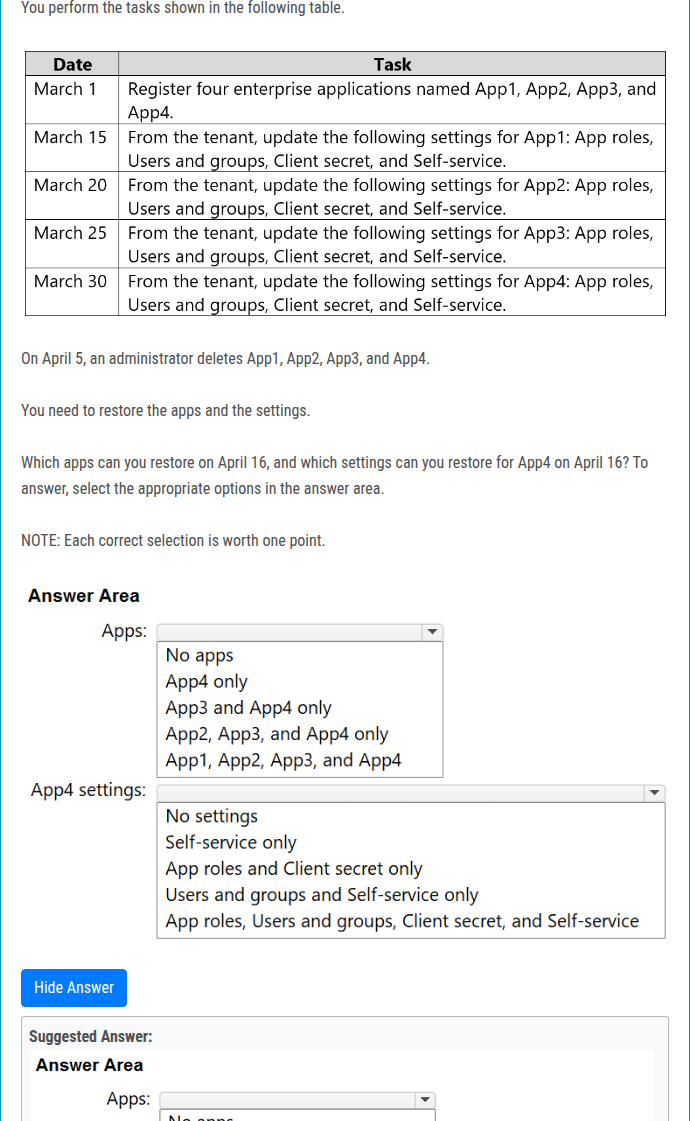 You perform the tasks shown in the following table.
Date Task
March 1 Register four enterprise applications named App1, App2, App3, and
App4.
March 15 From the tenant, update the following settings for App1: App roles,
Users and groups, Client secret, and Self-service.
March 20 From the tenant, update the following settings for App2: App roles,
Users and groups, Client secret, and Self-service.
March 25 From the tenant, update the following settings for App3: App roles,
Users and groups, Client secret, and Self-service.
March 30 From the tenant, update the following settings for App4: App roles,
Users and groups, Client secret, and Self-service.
On April 5, an administrator deletes App1, App2, App3, and App4.
You need to restore the apps and the settings.
Which apps can you restore on April 16, and which settings can you restore for App4 on April 16? To
answer, select the appropriate options in the answer area.
NOTE: Each correct selection is worth one point.
Answer Area
Apps:
No apps
App4 only
App3 and App4 only
App2, App3, and App4 only
App1, App2, App3, and App4
App4 settings:
No settings
Self-service only
App roles and Client secret only
Users and groups and Self-service only
App roles, Users and groups, Client secret, and Self-service
Hide Answer
Suggested Answer:
Answer Area
Apps:
No apps